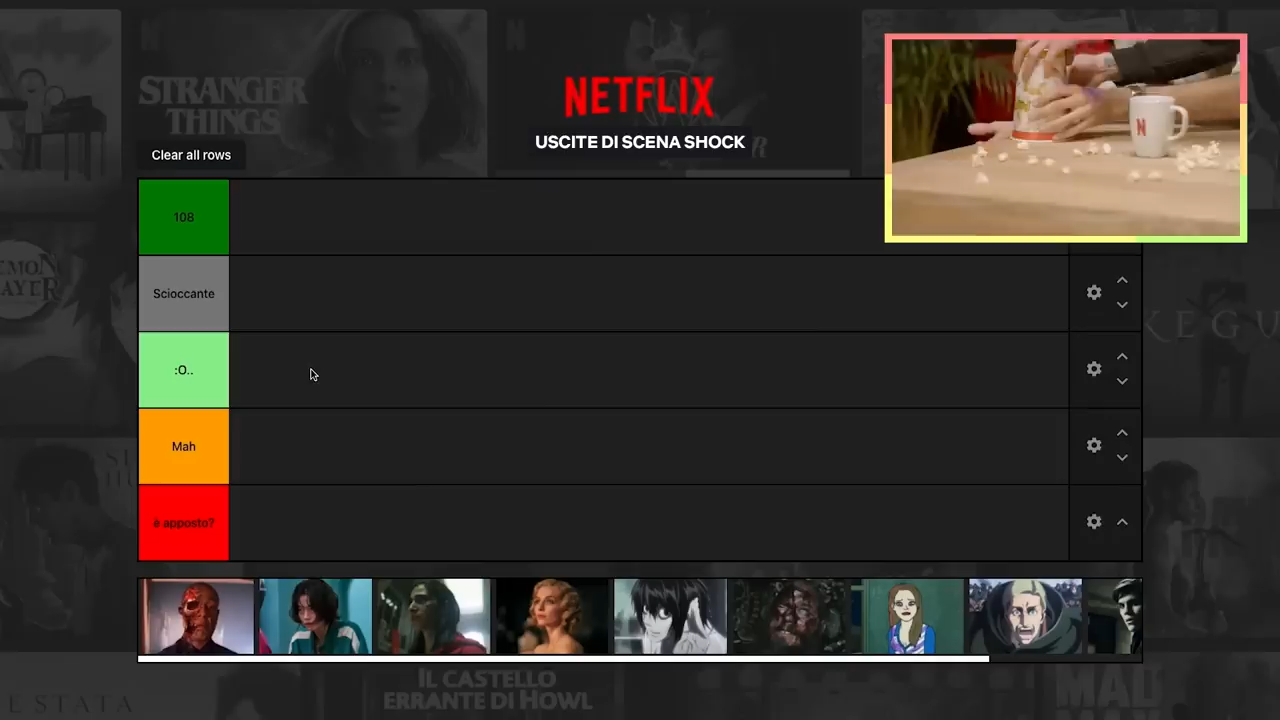 STRANGER
THINGS
NETFLIX
USCITE DI SCENA SHOCK
Clear all rows
N
108
Scioccante
:O..
Mah
è apposto?
IL CASTELLO
ERRANTE DI HOWL
MAD